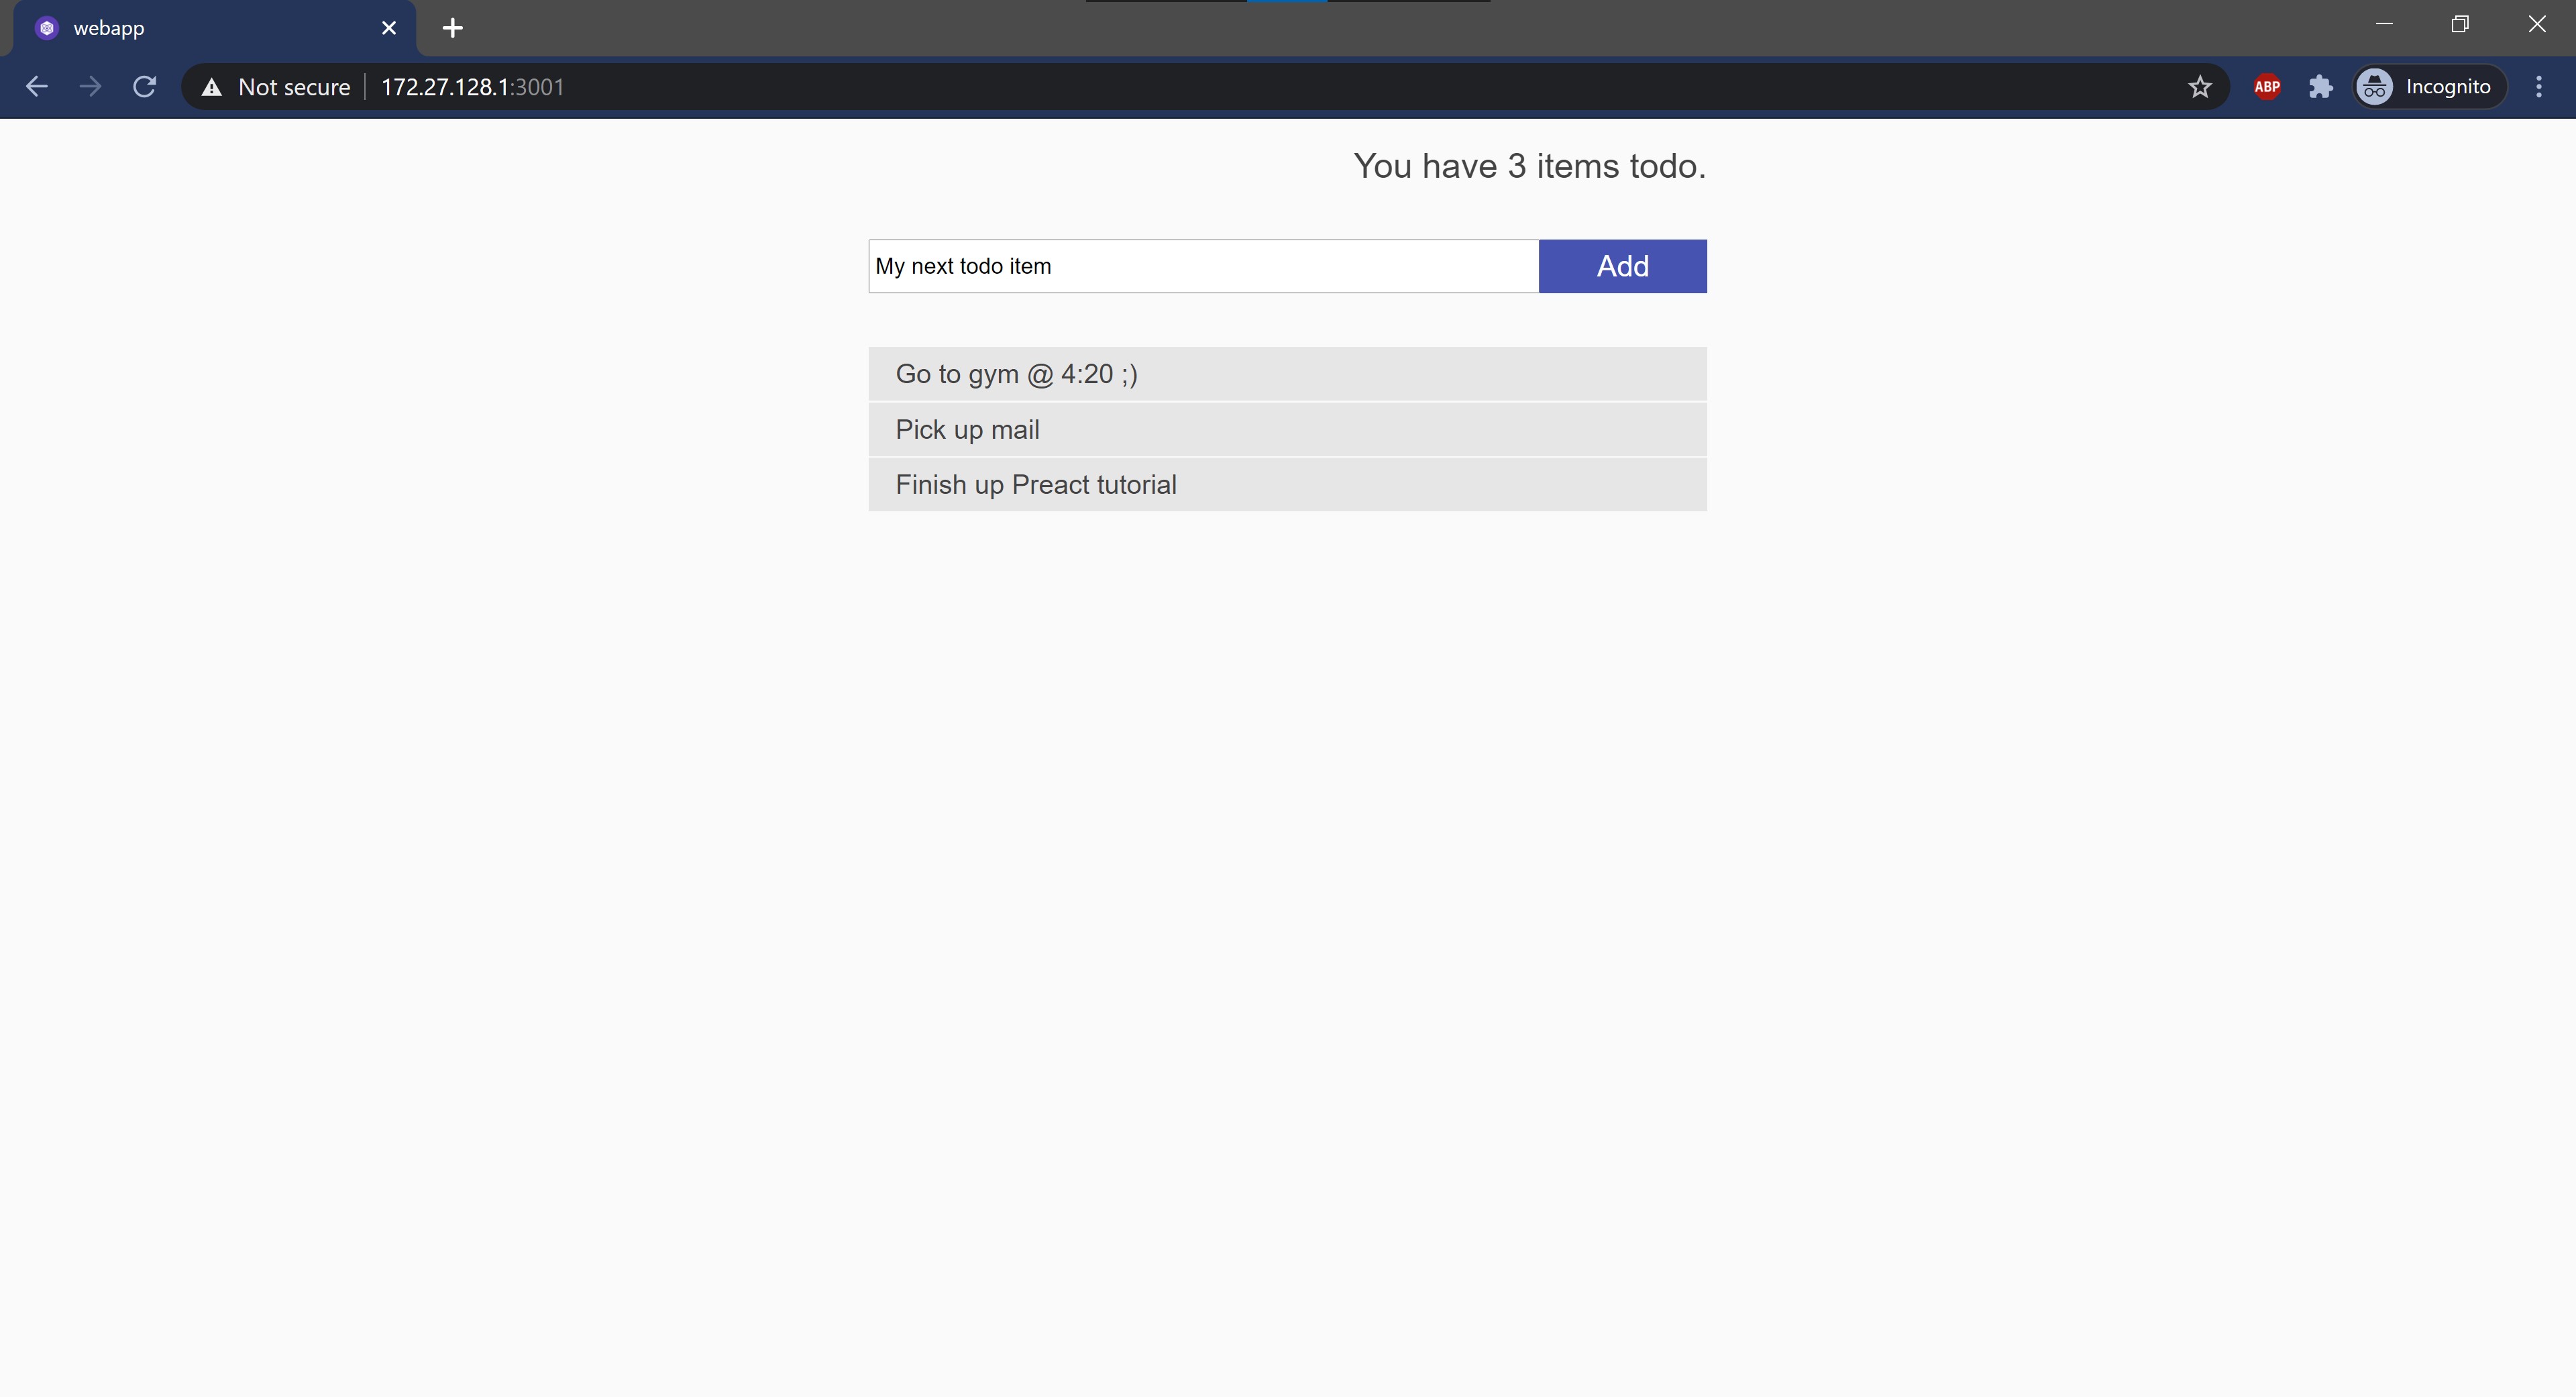 webapp
Not secure 172.27.128.1:3001
ABP
Incognito
You have 3 items todo.
My next todo item
Add
Go to gym @ 4:20 ;)
Pick up mail
Finish up Preact tutorial